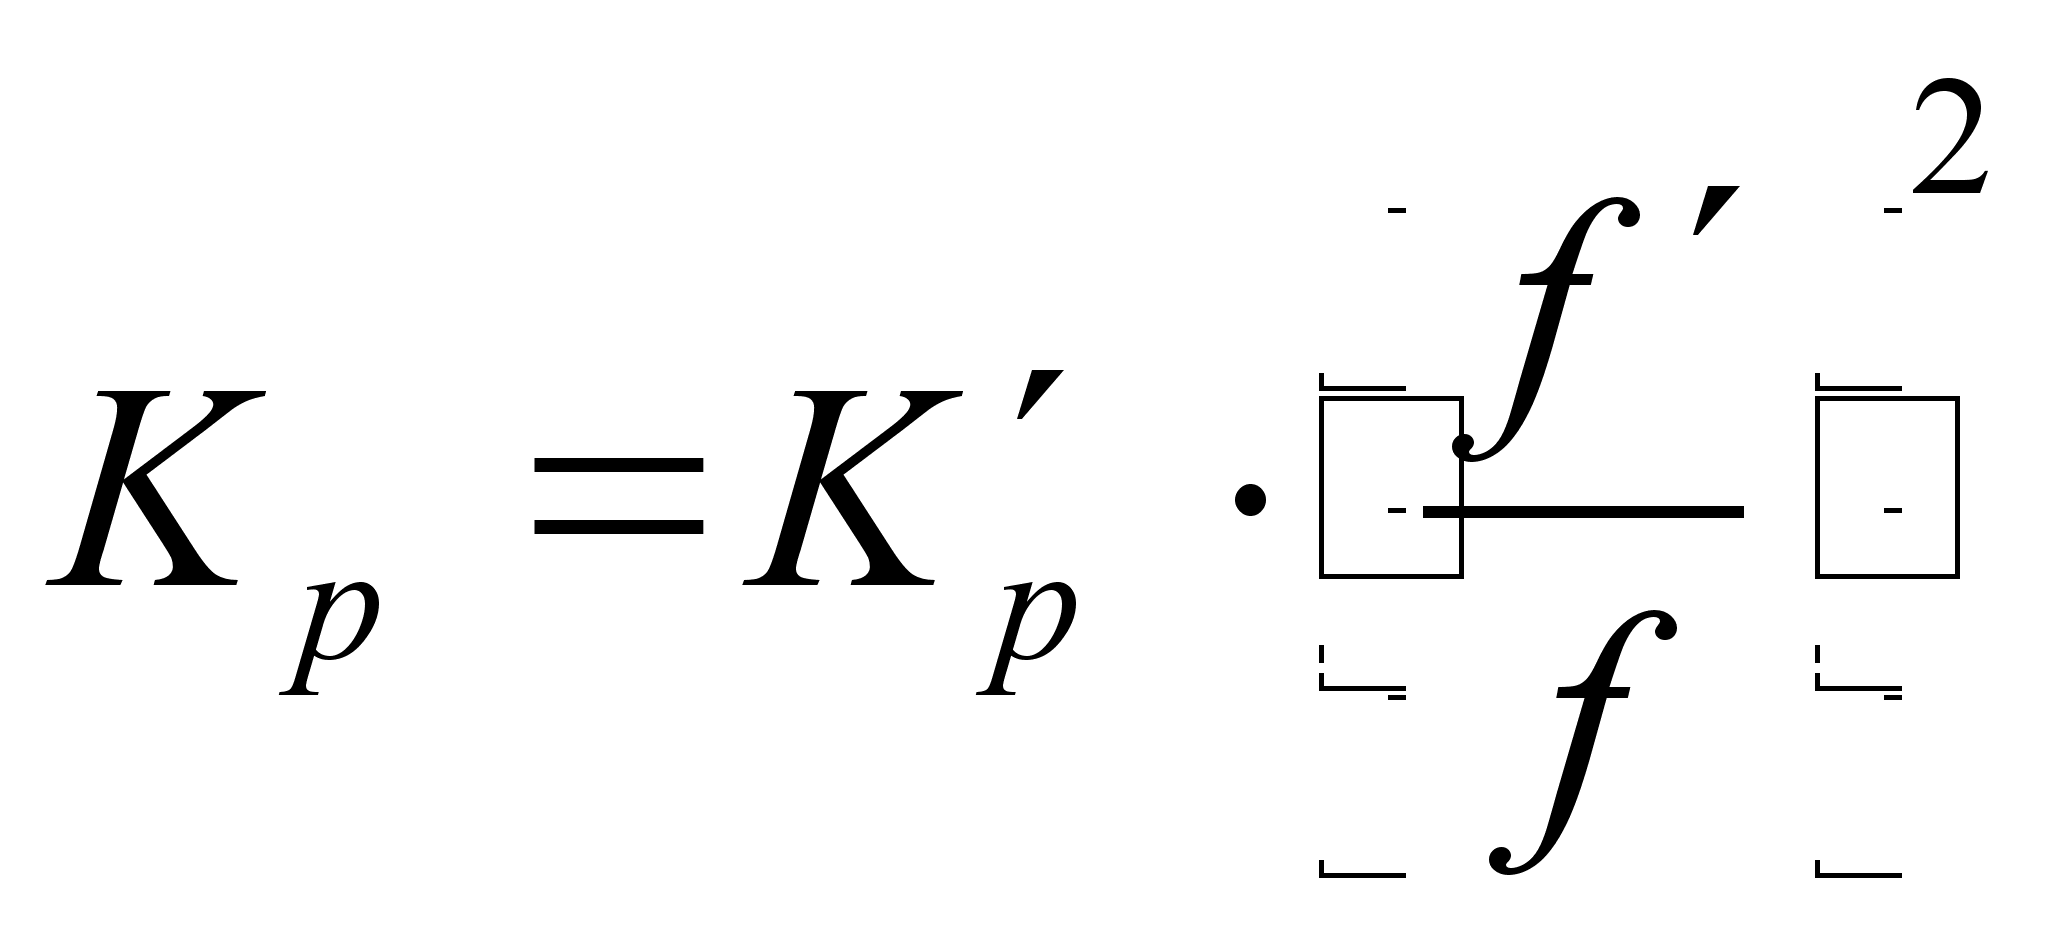 K_p = K′_p · (f′ / f)²